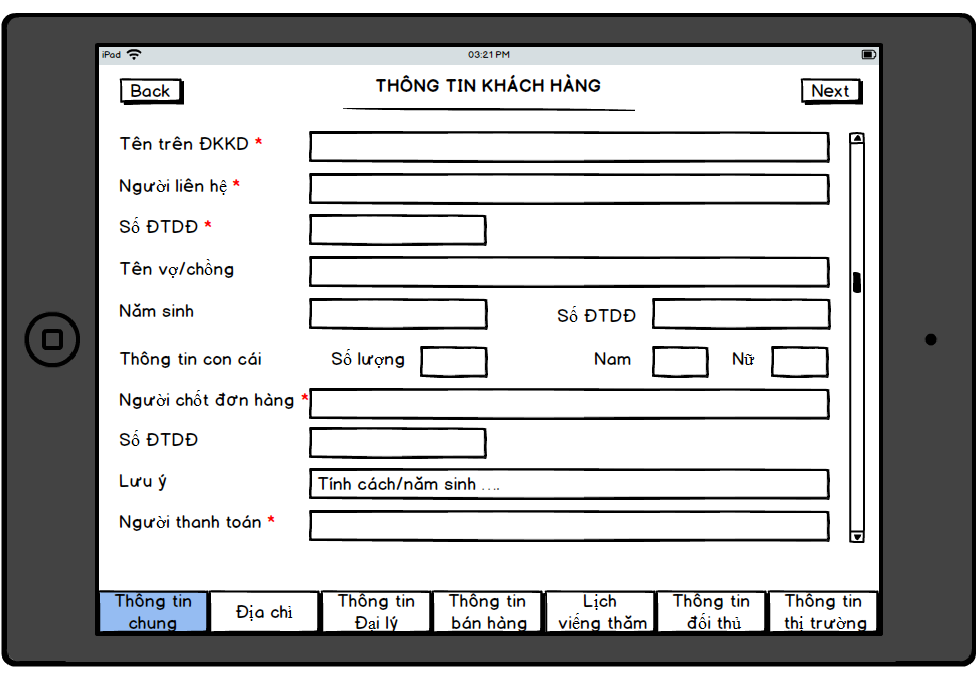 iPad 03:21 PM
Back THÔNG TIN KHÁCH HÀNG Next
Tên trên ĐKKD *
Người liên hệ *
Số ĐTDĐ *
Tên vợ/chồng
Năm sinh Số ĐTDĐ
Thông tin con cái Số lượng Nam Nữ
Người chốt đơn hàng *
Số ĐTDĐ
Lưu ý Tính cách/năm sinh ....
Người thanh toán *
Thông tin chung
Địa chỉ
Thông tin Đại lý
Thông tin bán hàng
Lịch viếng thăm
Thông tin đối thủ
Thông tin thị trường